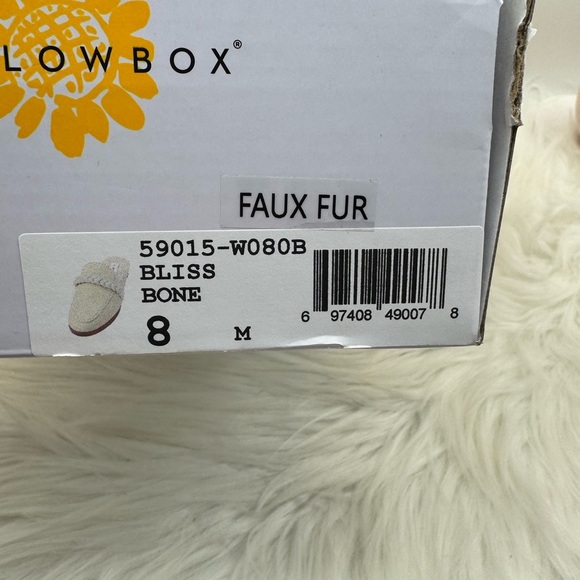 LOWBOX®
FAUX FUR
59015-W080B
BLISS
BONE
8 M
6 97408 49007 8